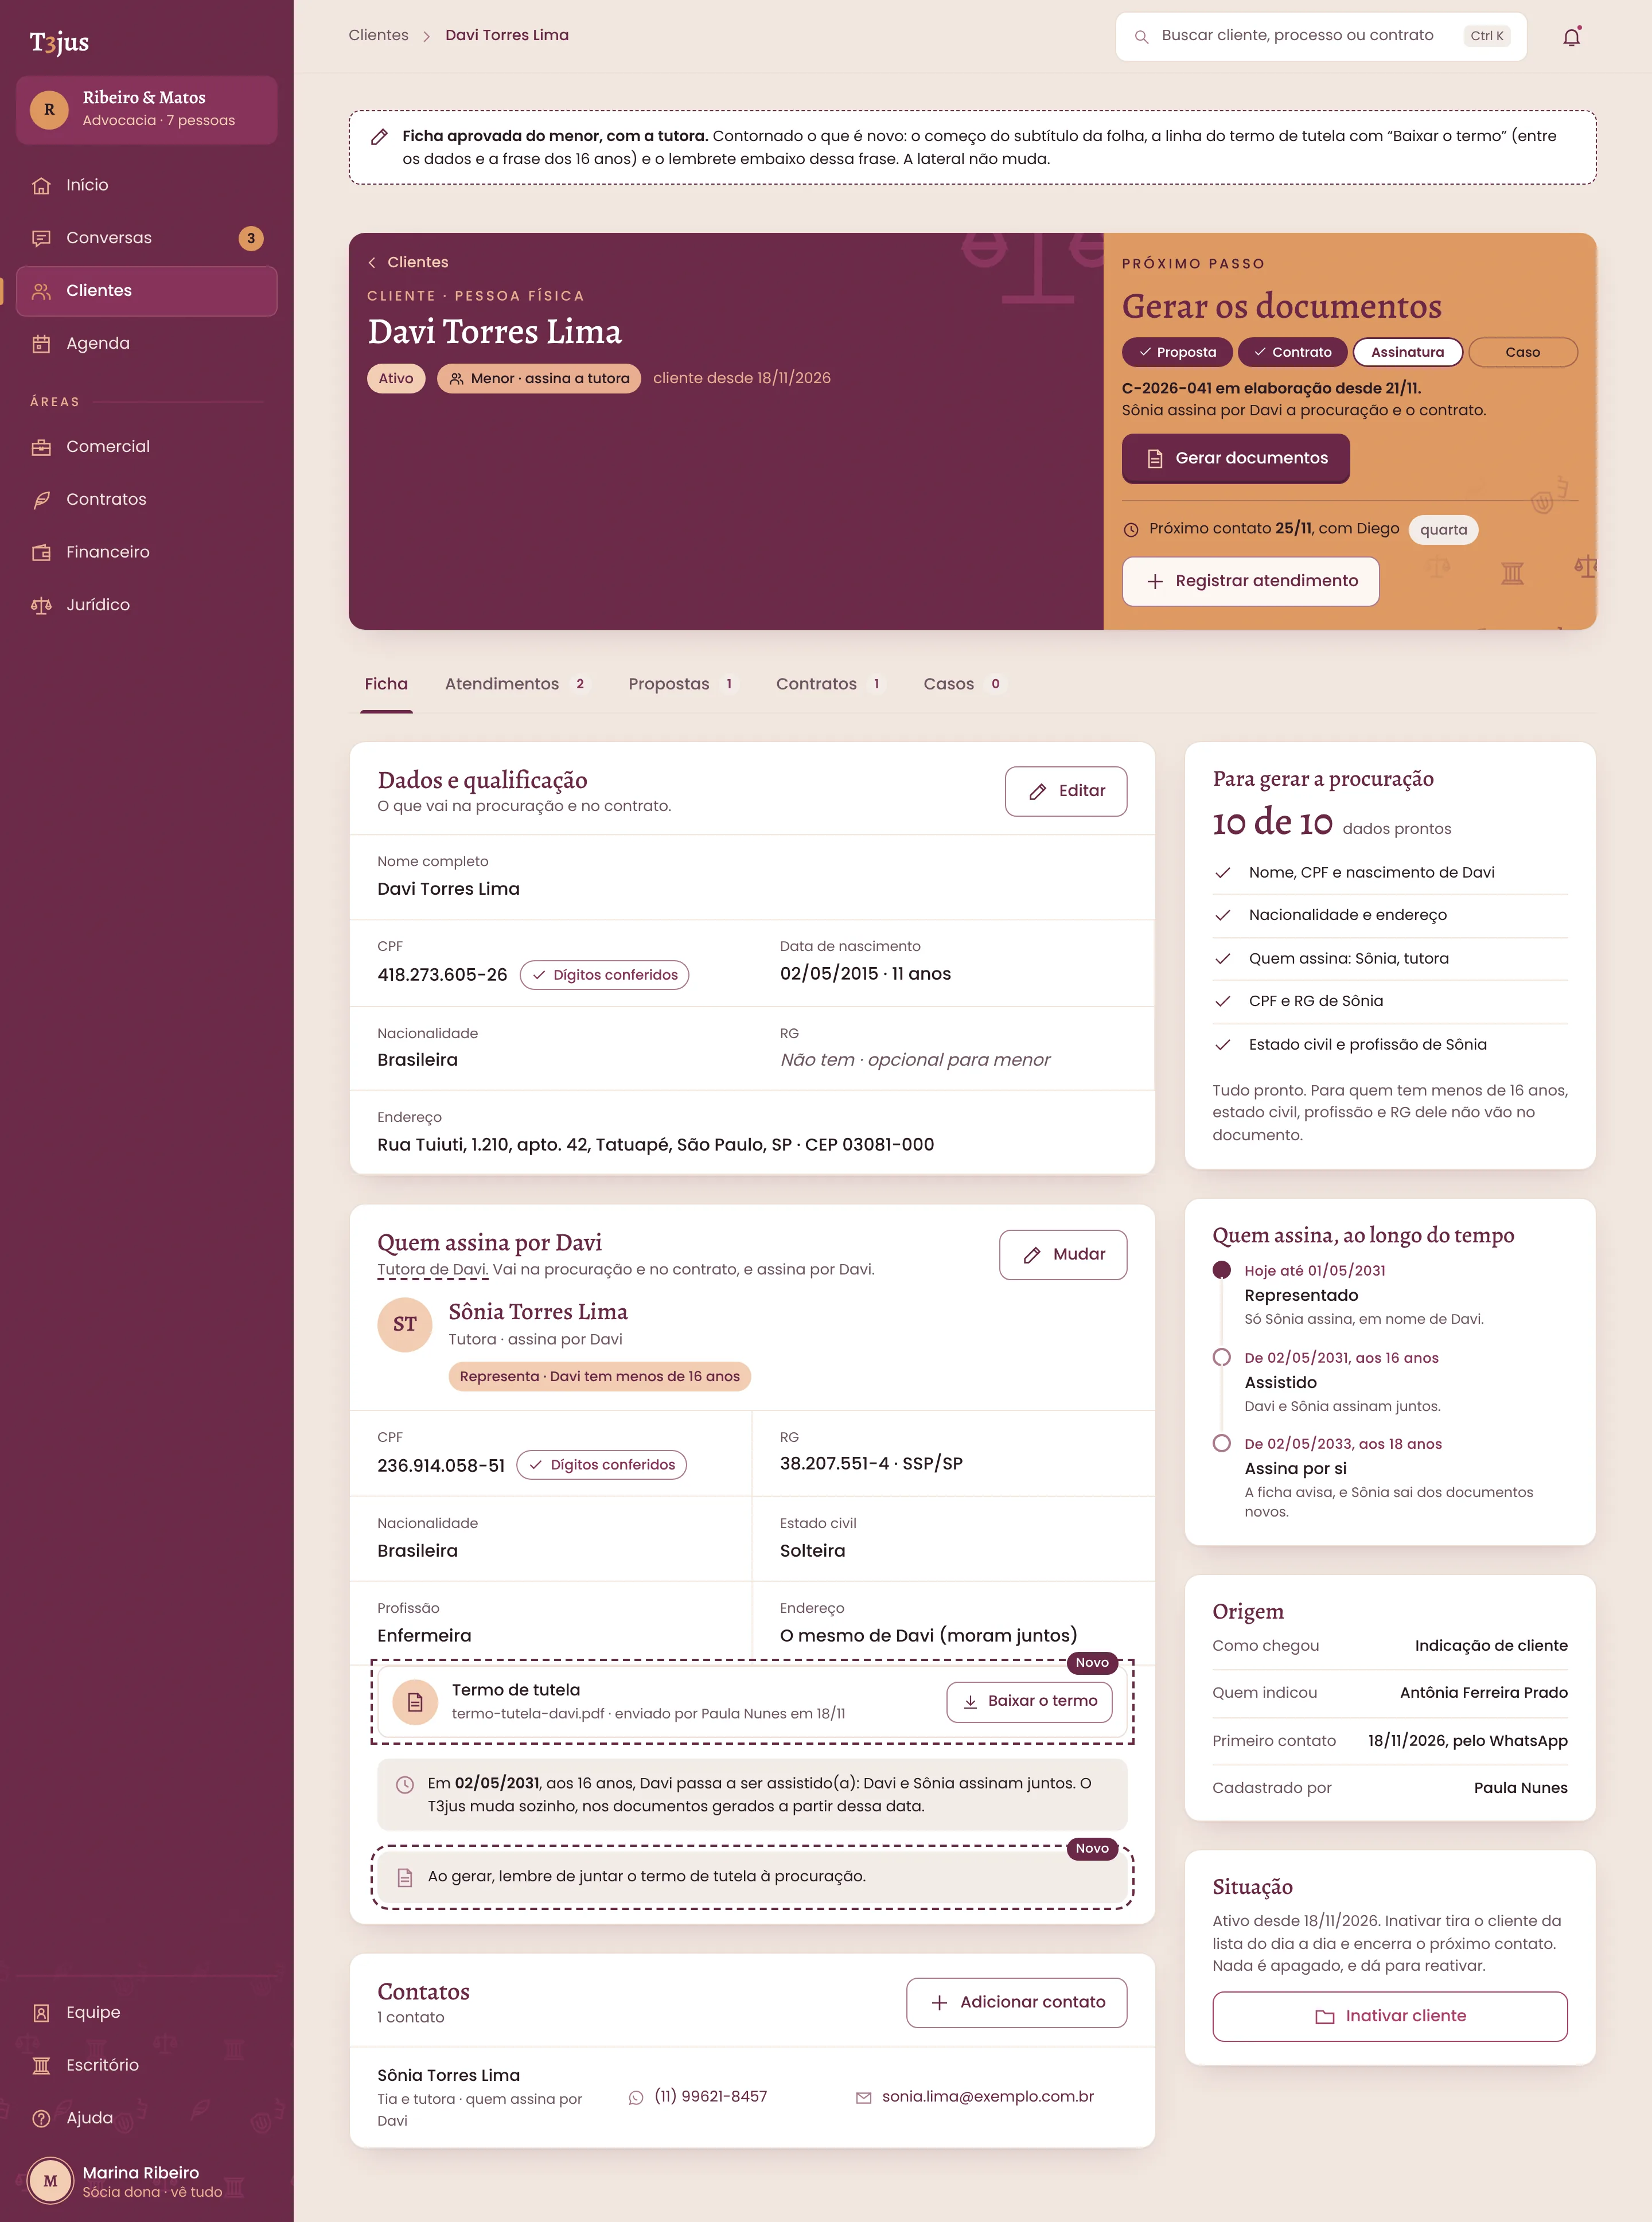 T3jus
R
Ribeiro & Matos
Advocacia · 7 pessoas
Início
Conversas
3
Clientes
Agenda
ÁREAS
Comercial
Contratos
Financeiro
Jurídico
Equipe
Escritório
Ajuda
M
Marina Ribeiro
Sócia dona · vê tudo
Clientes
Davi Torres Lima
Buscar cliente, processo ou contrato
Ctrl K
Ficha aprovada do menor, com a tutora. Contornado o que é novo: o começo do subtítulo da folha, a linha do termo de tutela com “Baixar o termo” (entre
os dados e a frase dos 16 anos) e o lembrete embaixo dessa frase. A lateral não muda.
Clientes
CLIENTE · PESSOA FÍSICA
Davi Torres Lima
Ativo
Menor · assina a tutora
cliente desde 18/11/2026
PRÓXIMO PASSO
Gerar os documentos
Proposta
Contrato
Assinatura
Caso
C-2026-041 em elaboração desde 21/11.
Sônia assina por Davi a procuração e o contrato.
Gerar documentos
Próximo contato 25/11, com Diego
quarta
Registrar atendimento
Ficha
Atendimentos 2
Propostas 1
Contratos 1
Casos 0
Dados e qualificação
O que vai na procuração e no contrato.
Editar
Nome completo
Davi Torres Lima
CPF
418.273.605-26
Dígitos conferidos
Data de nascimento
02/05/2015 · 11 anos
Nacionalidade
Brasileira
RG
Não tem · opcional para menor
Endereço
Rua Tuiuti, 1.210, apto. 42, Tatuapé, São Paulo, SP · CEP 03081-000
Quem assina por Davi
Tutora de Davi. Vai na procuração e no contrato, e assina por Davi.
Mudar
ST
Sônia Torres Lima
Tutora · assina por Davi
Representa · Davi tem menos de 16 anos
CPF
236.914.058-51
Dígitos conferidos
RG
38.207.551-4 · SSP/SP
Nacionalidade
Brasileira
Estado civil
Solteira
Profissão
Enfermeira
Endereço
O mesmo de Davi (moram juntos)
Novo
Termo de tutela
termo-tutela-davi.pdf · enviado por Paula Nunes em 18/11
Baixar o termo
Em 02/05/2031, aos 16 anos, Davi passa a ser assistido(a): Davi e Sônia assinam juntos. O
T3jus muda sozinho, nos documentos gerados a partir dessa data.
Novo
Ao gerar, lembre de juntar o termo de tutela à procuração.
Contatos
1 contato
Adicionar contato
Sônia Torres Lima
Tia e tutora · quem assina por
Davi
(11) 99621-8457
sonia.lima@exemplo.com.br
Para gerar a procuração
10 de 10 dados prontos
Nome, CPF e nascimento de Davi
Nacionalidade e endereço
Quem assina: Sônia, tutora
CPF e RG de Sônia
Estado civil e profissão de Sônia
Tudo pronto. Para quem tem menos de 16 anos,
estado civil, profissão e RG dele não vão no
documento.
Quem assina, ao longo do tempo
Hoje até 01/05/2031
Representado
Só Sônia assina, em nome de Davi.
De 02/05/2031, aos 16 anos
Assistido
Davi e Sônia assinam juntos.
De 02/05/2033, aos 18 anos
Assina por si
A ficha avisa, e Sônia sai dos documentos
novos.
Origem
Como chegou
Indicação de cliente
Quem indicou
Antônia Ferreira Prado
Primeiro contato
18/11/2026, pelo WhatsApp
Cadastrado por
Paula Nunes
Situação
Ativo desde 18/11/2026. Inativar tira o cliente da
lista do dia a dia e encerra o próximo contato.
Nada é apagado, e dá para reativar.
Inativar cliente